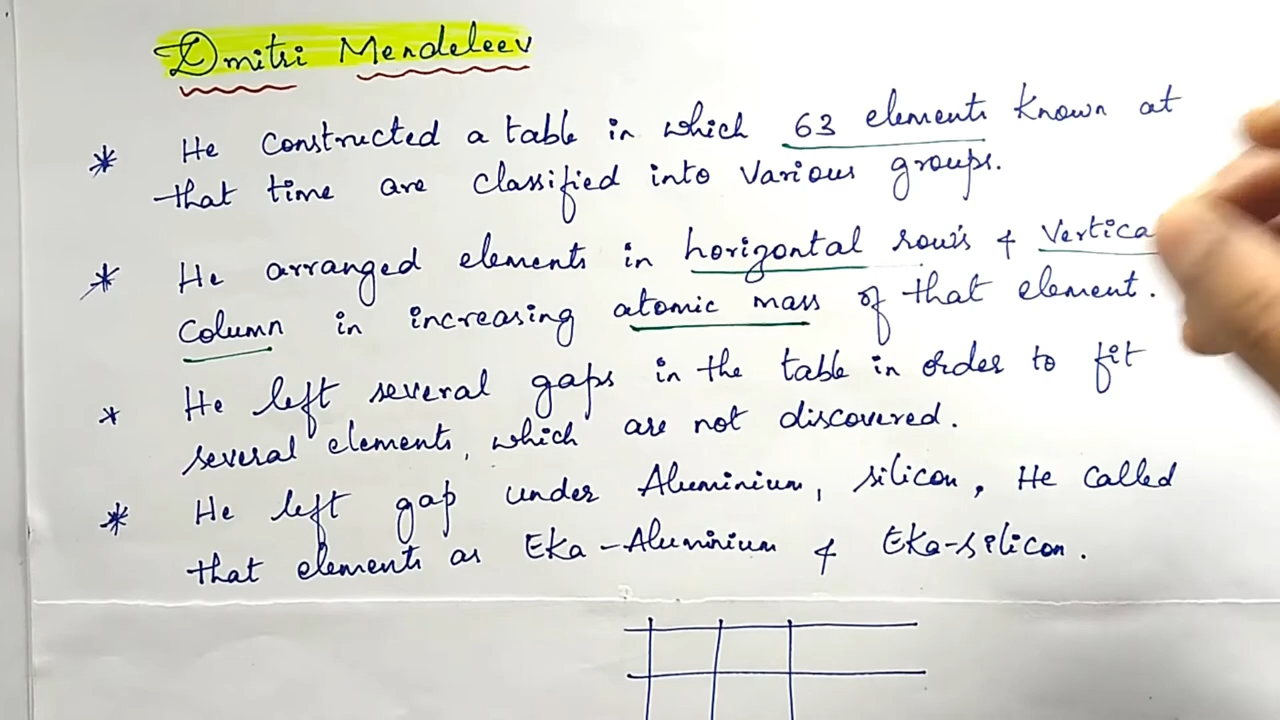 Dmitri Mendeleev
* He constructed a table in which 63 elements known at
that time are classified into various groups.
* He arranged elements in horizontal rows & Vertica
column in increasing atomic mass of that element.
* He left several gaps in the table in order to fit
several elements, which are not discovered.
* He left gap under Aluminium, silicon, He called
that elements as Eka-Aluminium & Eka-silicon.